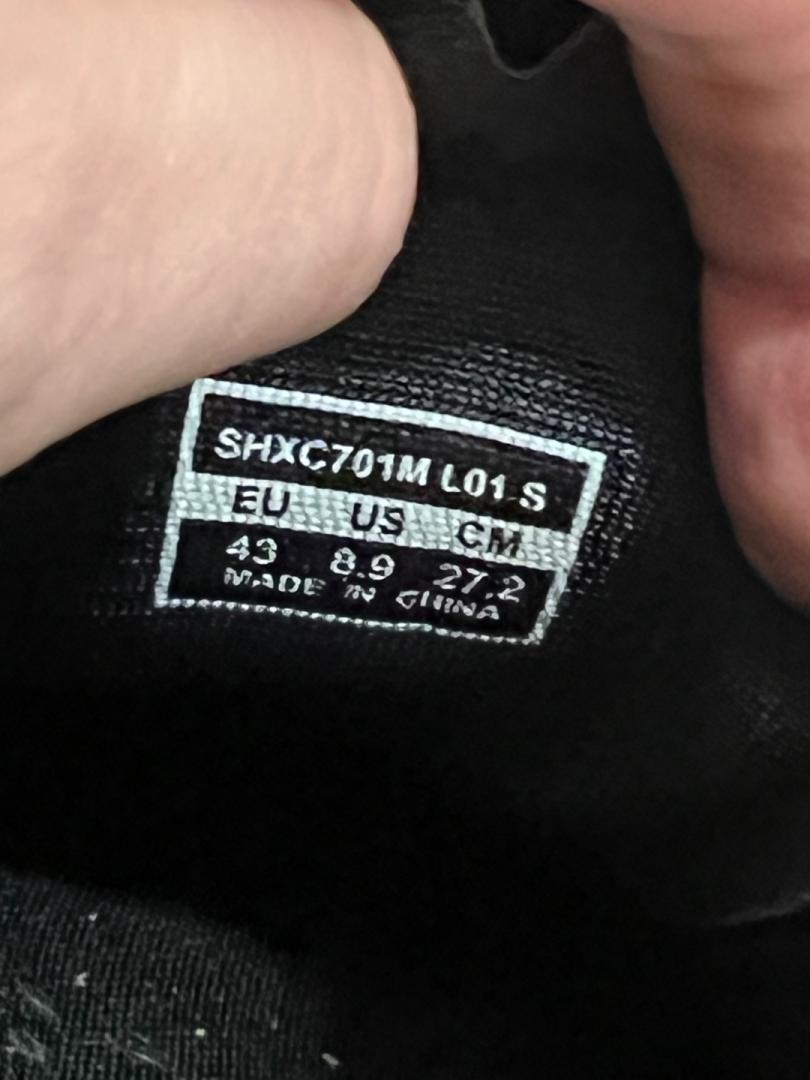 SHXC701M L01-S
EU US CM
43 8.9 27.2
MADE IN CHINA